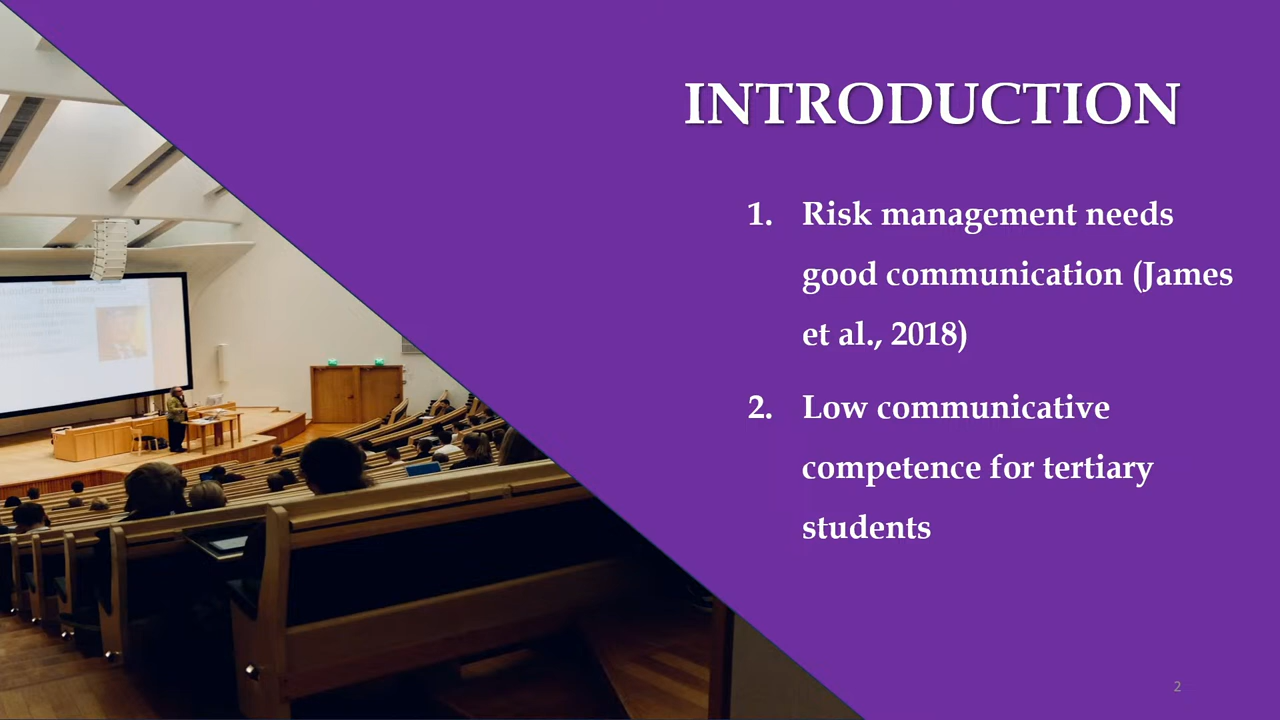 INTRODUCTION
1. Risk management needs
good communication (James
et al., 2018)
2. Low communicative
competence for tertiary
students
2